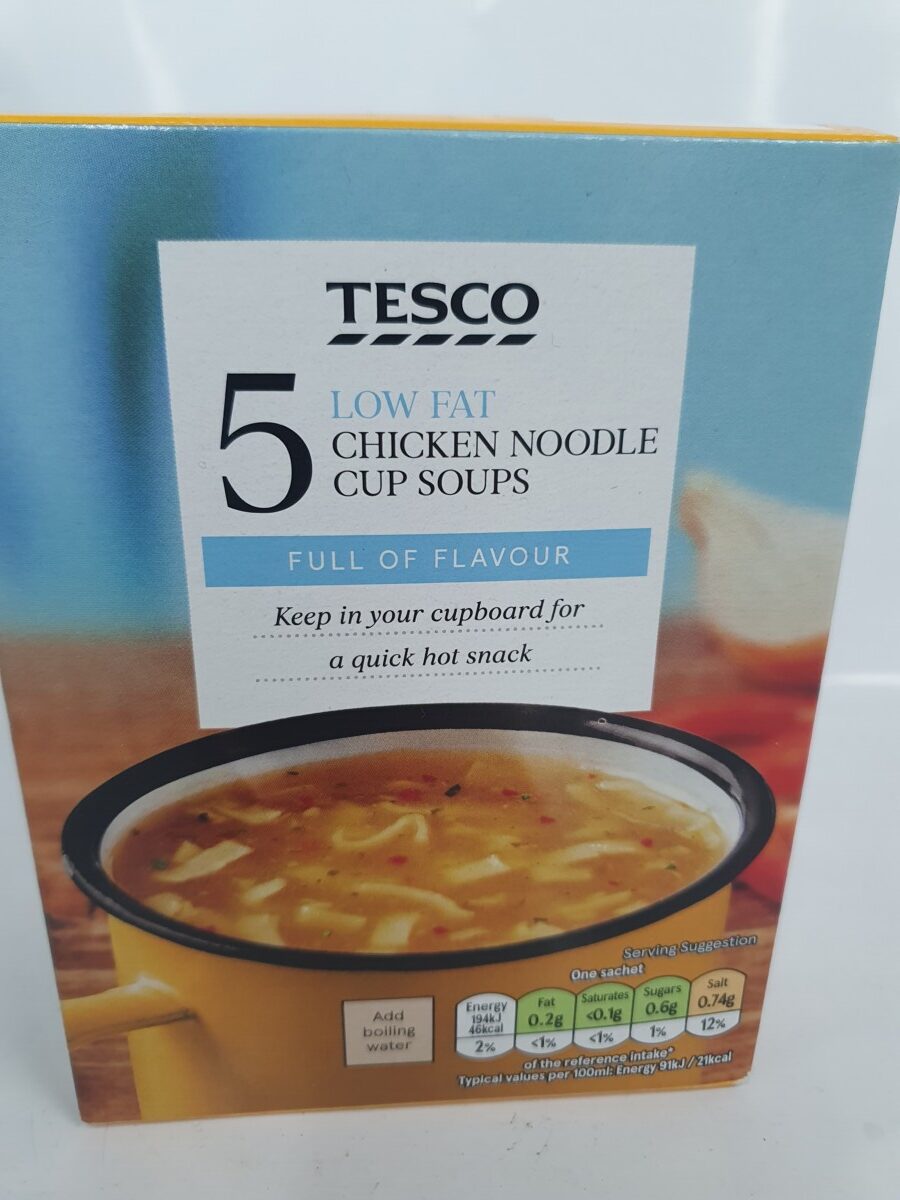 TESCO
5
LOW FAT
CHICKEN NOODLE
CUP SOUPS
FULL OF FLAVOUR
Keep in your cupboard for
a quick hot snack
Serving Suggestion
One sachet
Add
boiling
water
Energy
194kJ
46kcal
2%
Fat
0.2g
<1%
Saturates
<0.1g
<1%
Sugars
0.6g
1%
Salt
0.74g
12%
of the reference intake*
Typical values per 100ml: Energy 91kJ / 21kcal